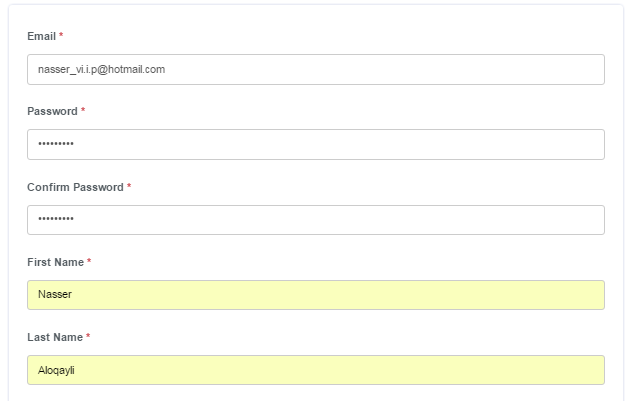 Email *
nasser_vi.i.p@hotmail.com
Password *
•••••••••
Confirm Password *
•••••••••
First Name *
Nasser
Last Name *
Aloqayli